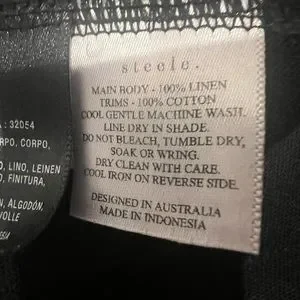 steele.
MAIN BODY - 100% LINEN
TRIMS - 100% COTTON
COOL GENTLE MACHINE WASH.
LINE DRY IN SHADE.
DO NOT BLEACH, TUMBLE DRY,
SOAK OR WRING.
DRY CLEAN WITH CARE.
COOL IRON ON REVERSE SIDE.
DESIGNED IN AUSTRALIA
MADE IN INDONESIA
: 32054
CORPO,
LINO, LEINEN
FINITURA,
ALGODÓN,